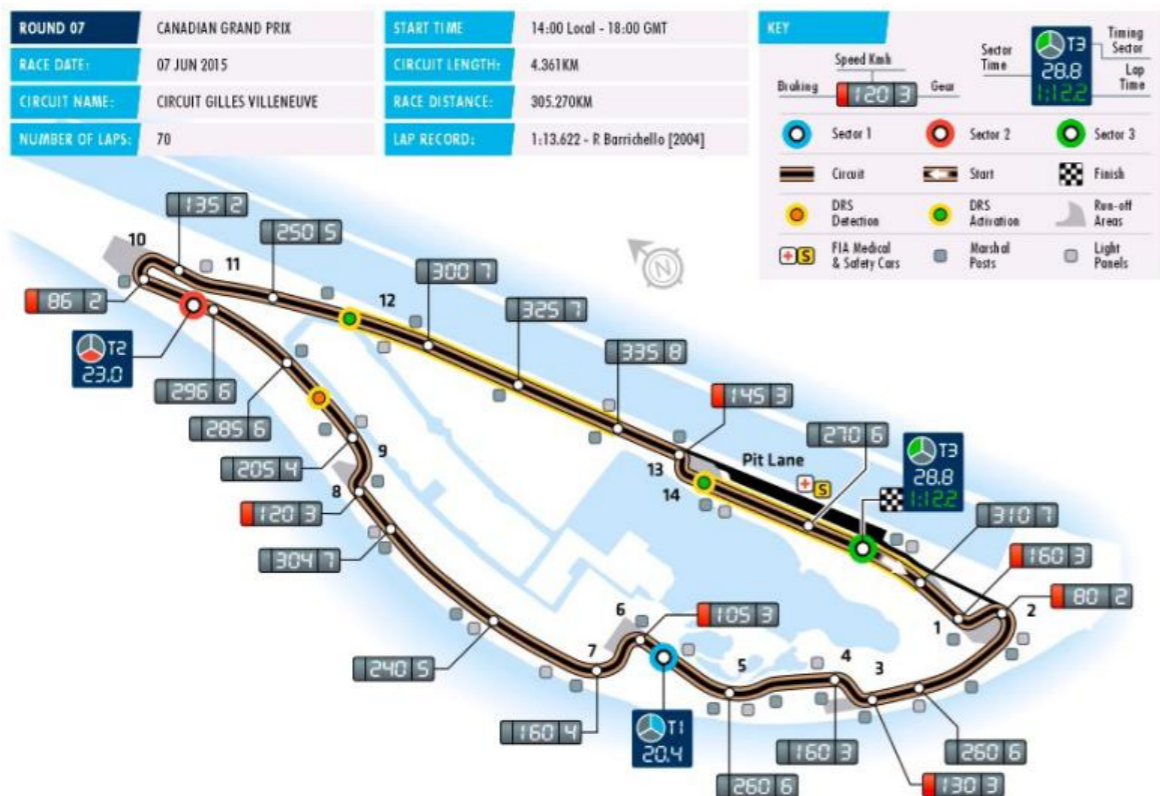 ROUND 07
CANADIAN GRAND PRIX
RACE DATE:
07 JUN 2015
CIRCUIT NAME:
CIRCUIT GILLES VILLENEUVE
NUMBER OF LAPS:
70
START TIME
14:00 Local - 18:00 GMT
CIRCUIT LENGTH:
4.361KM
RACE DISTANCE:
305.270KM
LAP RECORD:
1:13.622 - R Barrichello [2004]
KEY
Speed Kmh
Braking
120 3
Gear
Sector Time
T3
28.8
1:12.2
Timing Sector
Lap Time
Sector 1
Sector 2
Sector 3
Circuit
Start
Finish
DRS Detection
DRS Activation
Run-off Areas
S
FIA Medical & Safety Cars
Marshal Posts
Light Panels
135 2
10
11
250 5
12
300 7
N
86 2
325 7
T2
23.0
335 8
296 6
145 3
285 6
270 6
T3
28.8
1:12.2
205 4
9
13
Pit Lane
S
8
14
120 3
310 7
304 7
160 3
6
105 3
1
2
80 2
240 5
7
5
4
3
160 4
T1
20.4
160 3
260 6
260 6
130 3